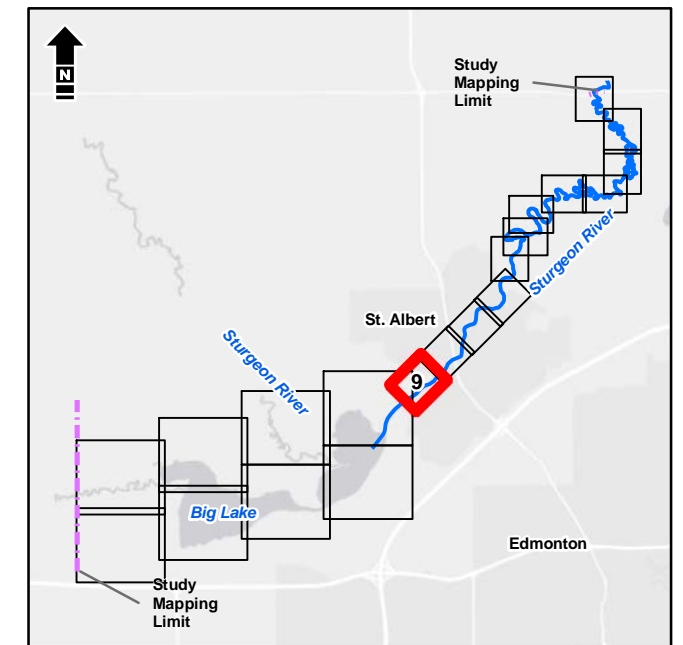 N
Study
Mapping
Limit
Sturgeon River
St. Albert
Sturgeon River
9
Big Lake
Edmonton
Study
Mapping
Limit